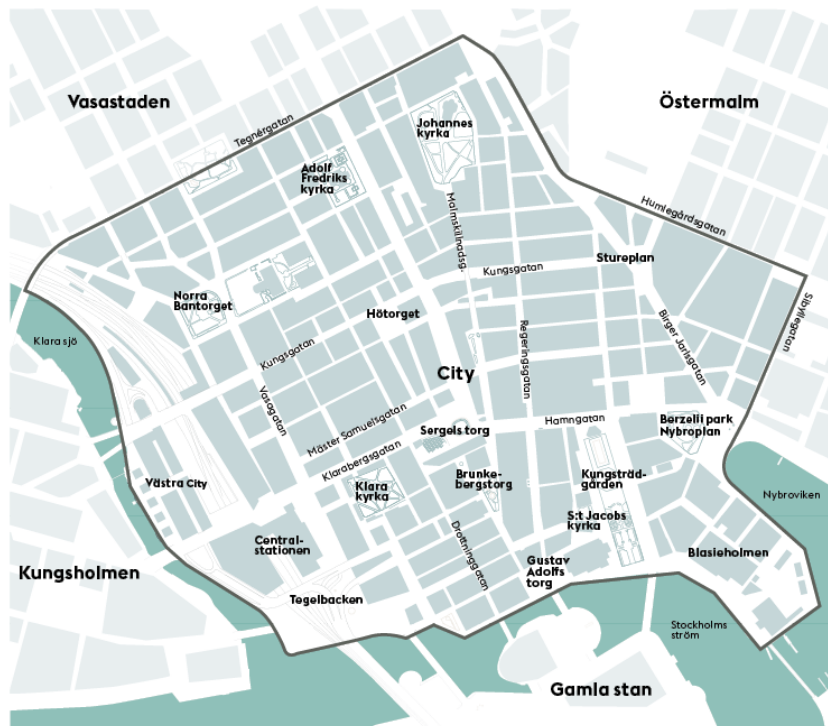 Vasastaden
Östermalm
Tegnérgatan
Johannes
kyrka
Adolf
Fredriks
kyrka
Malmskillnadsg.
Humlegårdsgatan
Kungsgatan
Stureplan
Norra
Bantorget
Hötorget
Sibyllegatan
Klara sjö
Kungsgatan
Regeringsgatan
Birger Jarlsgatan
City
Vasagatan
Mäster Samuelsgatan
Sergels torg
Hamngatan
Berzelii park
Nybroplan
Klarabergsgatan
Västra City
Klara
kyrka
Brunke-
bergstorg
Kungsträd-
gården
Nybroviken
S:t Jacobs
kyrka
Central-
stationen
Drottninggatan
Gustav
Adolfs
torg
Blasieholmen
Kungsholmen
Tegelbacken
Stockholms
ström
Gamla stan